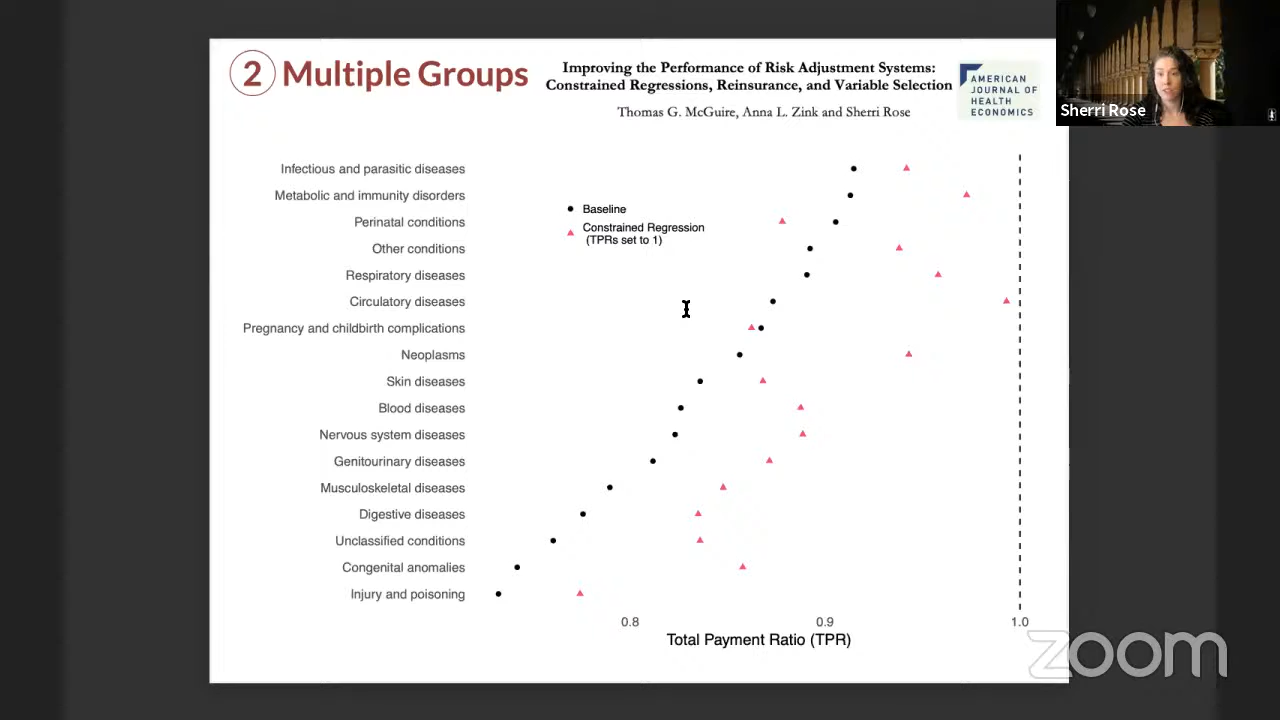 2 Multiple Groups
Improving the Performance of Risk Adjustment Systems:
Constrained Regressions, Reinsurance, and Variable Selection
Thomas G. McGuire, Anna L. Zink and Sherri Rose
AMERICAN
JOURNAL OF
HEALTH
ECONOMICS
Sherri Rose
Infectious and parasitic diseases
Metabolic and immunity disorders
Perinatal conditions
Other conditions
Respiratory diseases
Circulatory diseases
Pregnancy and childbirth complications
Neoplasms
Skin diseases
Blood diseases
Nervous system diseases
Genitourinary diseases
Musculoskeletal diseases
Digestive diseases
Unclassified conditions
Congenital anomalies
Injury and poisoning
Baseline
Constrained Regression
(TPRs set to 1)
0.8 0.9 1.0
Total Payment Ratio (TPR)
zoom